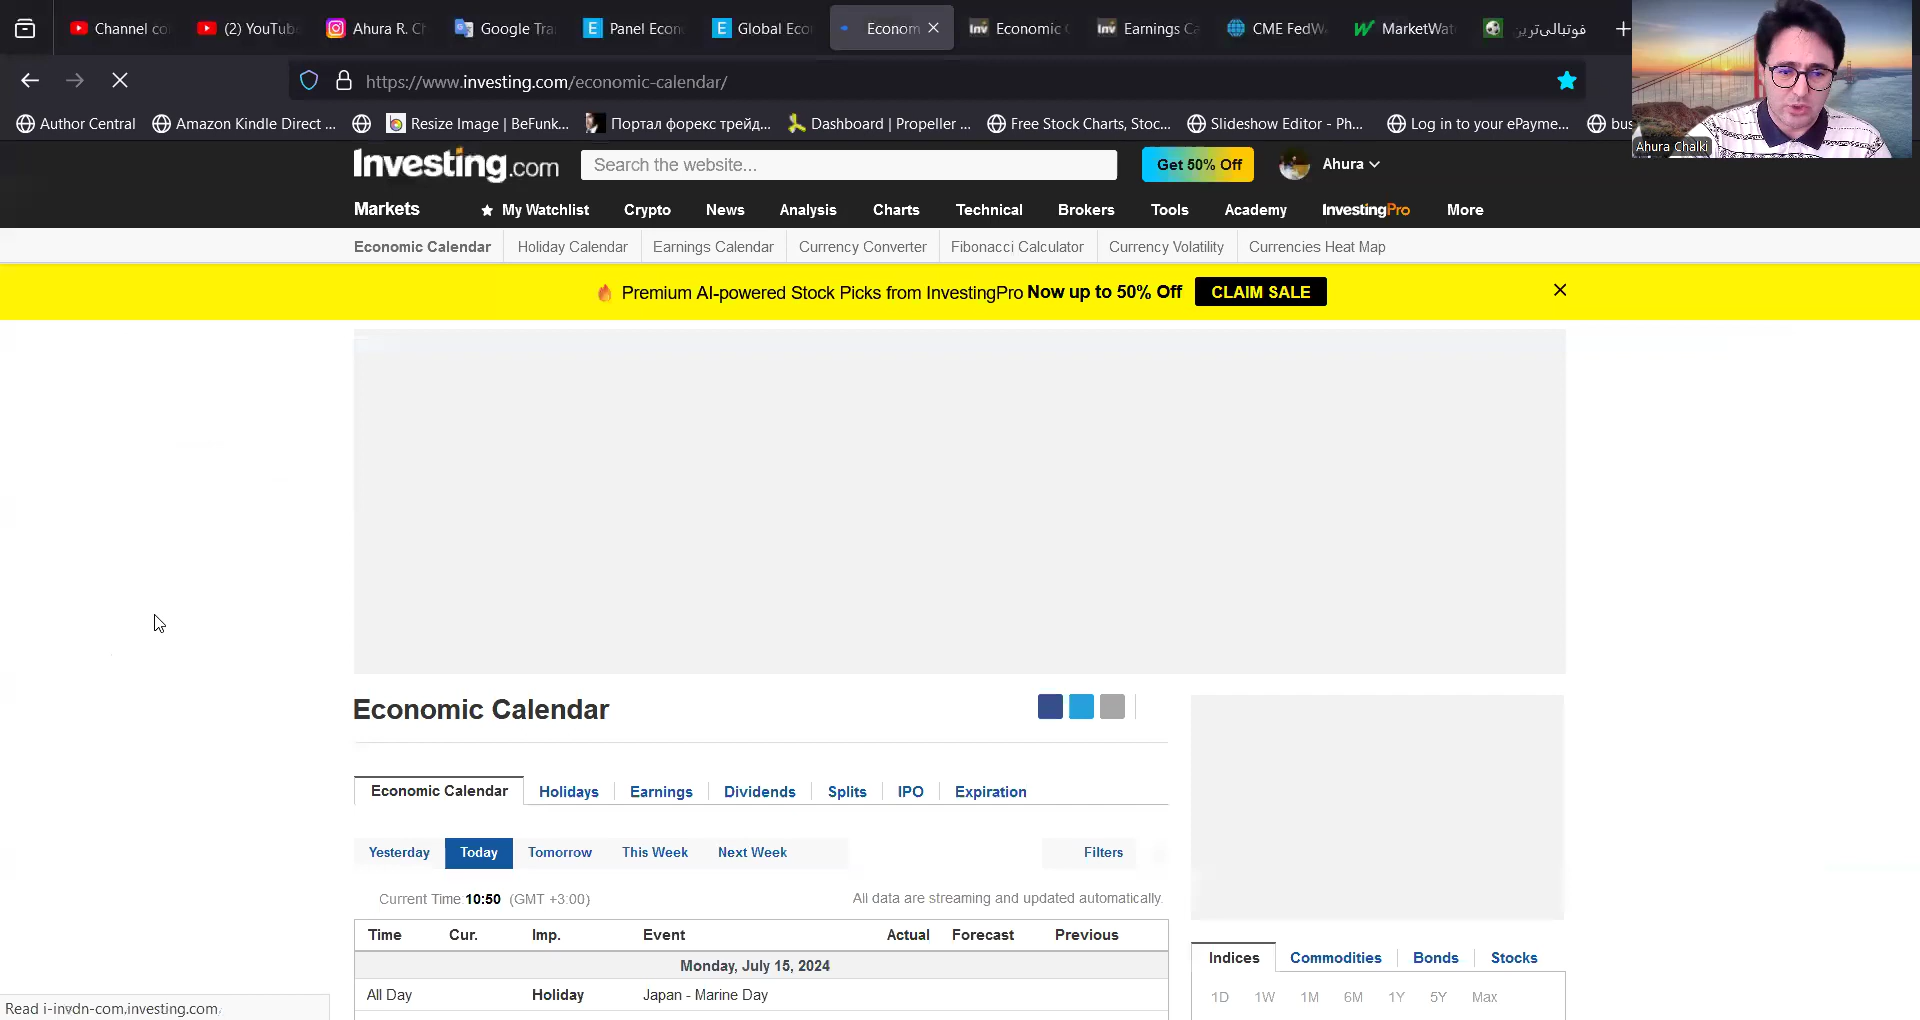 Channel co
(2) YouTub
Ahura R. C
Google Tra
Panel Econ
Global Eco
Econom
Economic
Earnings Ca
CME FedW
MarketWat
فوتبالی‌ترین
https://www.investing.com/economic-calendar/
Author Central
Amazon Kindle Direct ...
Resize Image | BeFunk...
Портал форекс трейд...
Dashboard | Propeller ...
Free Stock Charts, Stoc...
Slideshow Editor - Ph...
Log in to your ePayme...
bus
Ahura Chalki
Investing.com
Search the website...
Get 50% Off
Ahura
Markets
My Watchlist
Crypto
News
Analysis
Charts
Technical
Brokers
Tools
Academy
InvestingPro
More
Economic Calendar
Holiday Calendar
Earnings Calendar
Currency Converter
Fibonacci Calculator
Currency Volatility
Currencies Heat Map
Premium AI-powered Stock Picks from InvestingPro Now up to 50% Off
CLAIM SALE
Economic Calendar
Economic Calendar
Holidays
Earnings
Dividends
Splits
IPO
Expiration
Yesterday
Today
Tomorrow
This Week
Next Week
Filters
Current Time 10:50 (GMT +3:00)
All data are streaming and updated automatically.
Time Cur. Imp. Event Actual Forecast Previous
Monday, July 15, 2024
All Day Holiday Japan - Marine Day
Indices
Commodities
Bonds
Stocks
1D 1W 1M 6M 1Y 5Y Max
Read i-invdn-com.investing.com